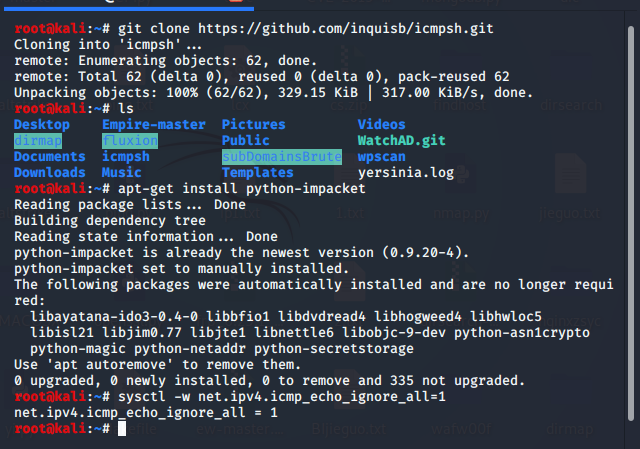 root@kali:~# git clone https://github.com/inquisb/icmpsh.git
Cloning into 'icmpsh'...
remote: Enumerating objects: 62, done.
remote: Total 62 (delta 0), reused 0 (delta 0), pack-reused 62
Unpacking objects: 100% (62/62), 329.15 KiB | 317.00 KiB/s, done.
root@kali:~# ls
Desktop Empire-master Pictures Videos
dirmap fluxion Public WatchAD.git
Documents icmpsh subDomainsBrute wpscan
Downloads Music Templates yersinia.log
root@kali:~# apt-get install python-impacket
Reading package lists... Done
Building dependency tree
Reading state information... Done
python-impacket is already the newest version (0.9.20-4).
python-impacket set to manually installed.
The following packages were automatically installed and are no longer requi
red:
libayatana-ido3-0.4-0 libbfio1 libdvdread4 libhogweed4 libhwloc5
libisl21 libjim0.77 libjte1 libnettle6 libobjc-9-dev python-asn1crypto
python-magic python-netaddr python-secretstorage
Use 'apt autoremove' to remove them.
0 upgraded, 0 newly installed, 0 to remove and 335 not upgraded.
root@kali:~# sysctl -w net.ipv4.icmp_echo_ignore_all=1
net.ipv4.icmp_echo_ignore_all = 1
root@kali:~#